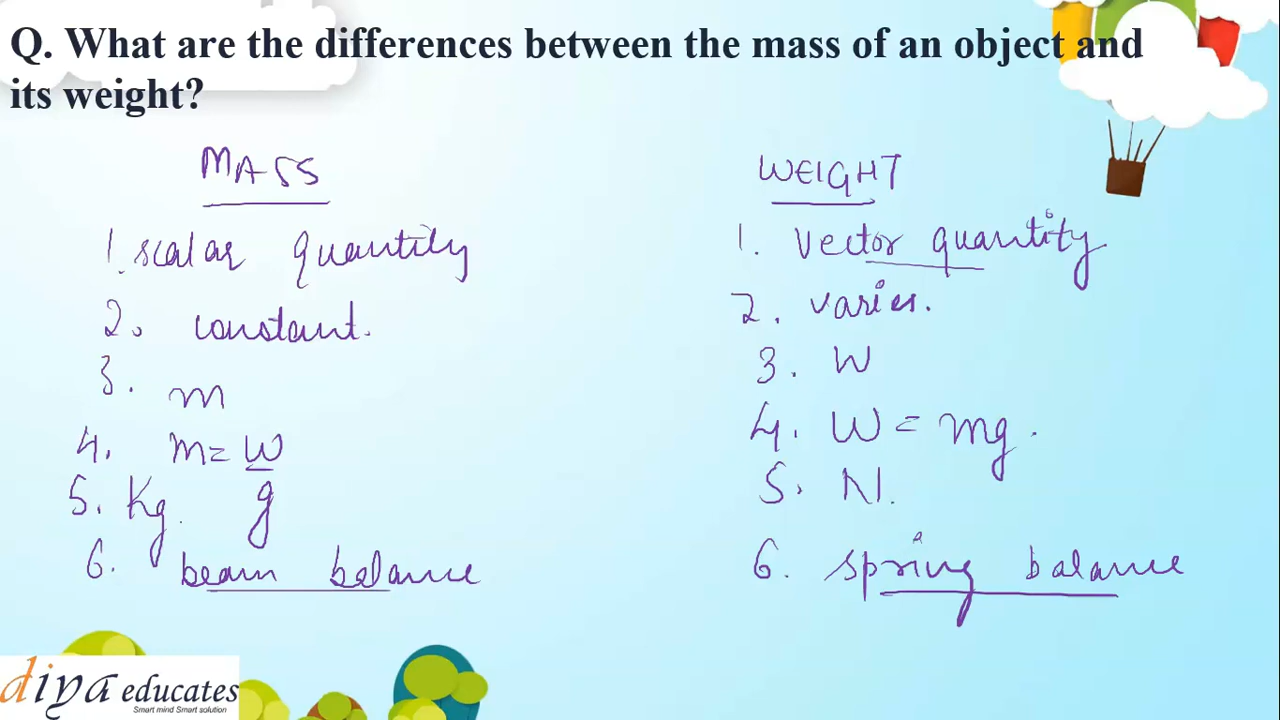 Q. What are the differences between the mass of an object and
its weight?
MASS
1. scalar quantity
2. constant.
3. m
4. m = W
g
5. Kg.
6. beam balance
WEIGHT
1. Vector quantity
2. varies.
3. W
4. W = mg.
5. N.
6. spring balance
diya educates
Smart mind Smart solution